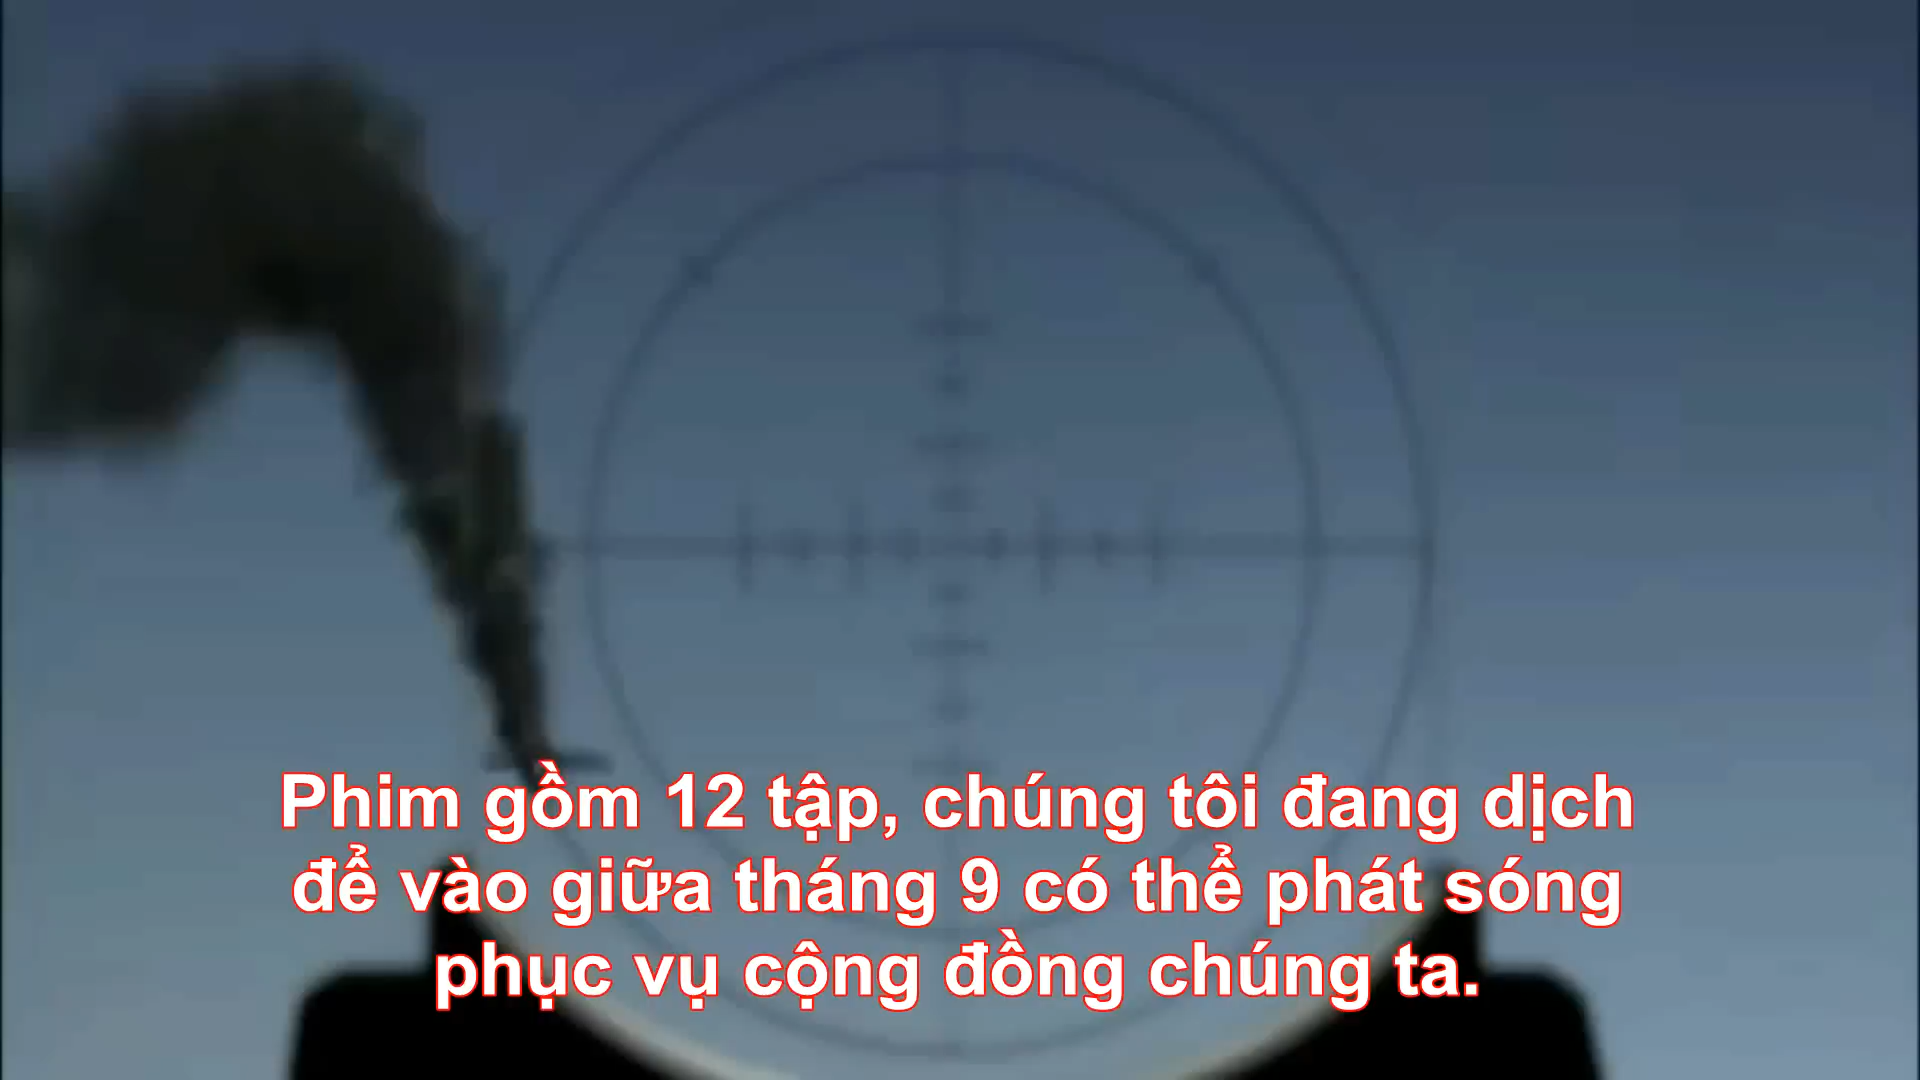 Phim gồm 12 tập, chúng tôi đang dịch
để vào giữa tháng 9 có thể phát sóng
phục vụ cộng đồng chúng ta.